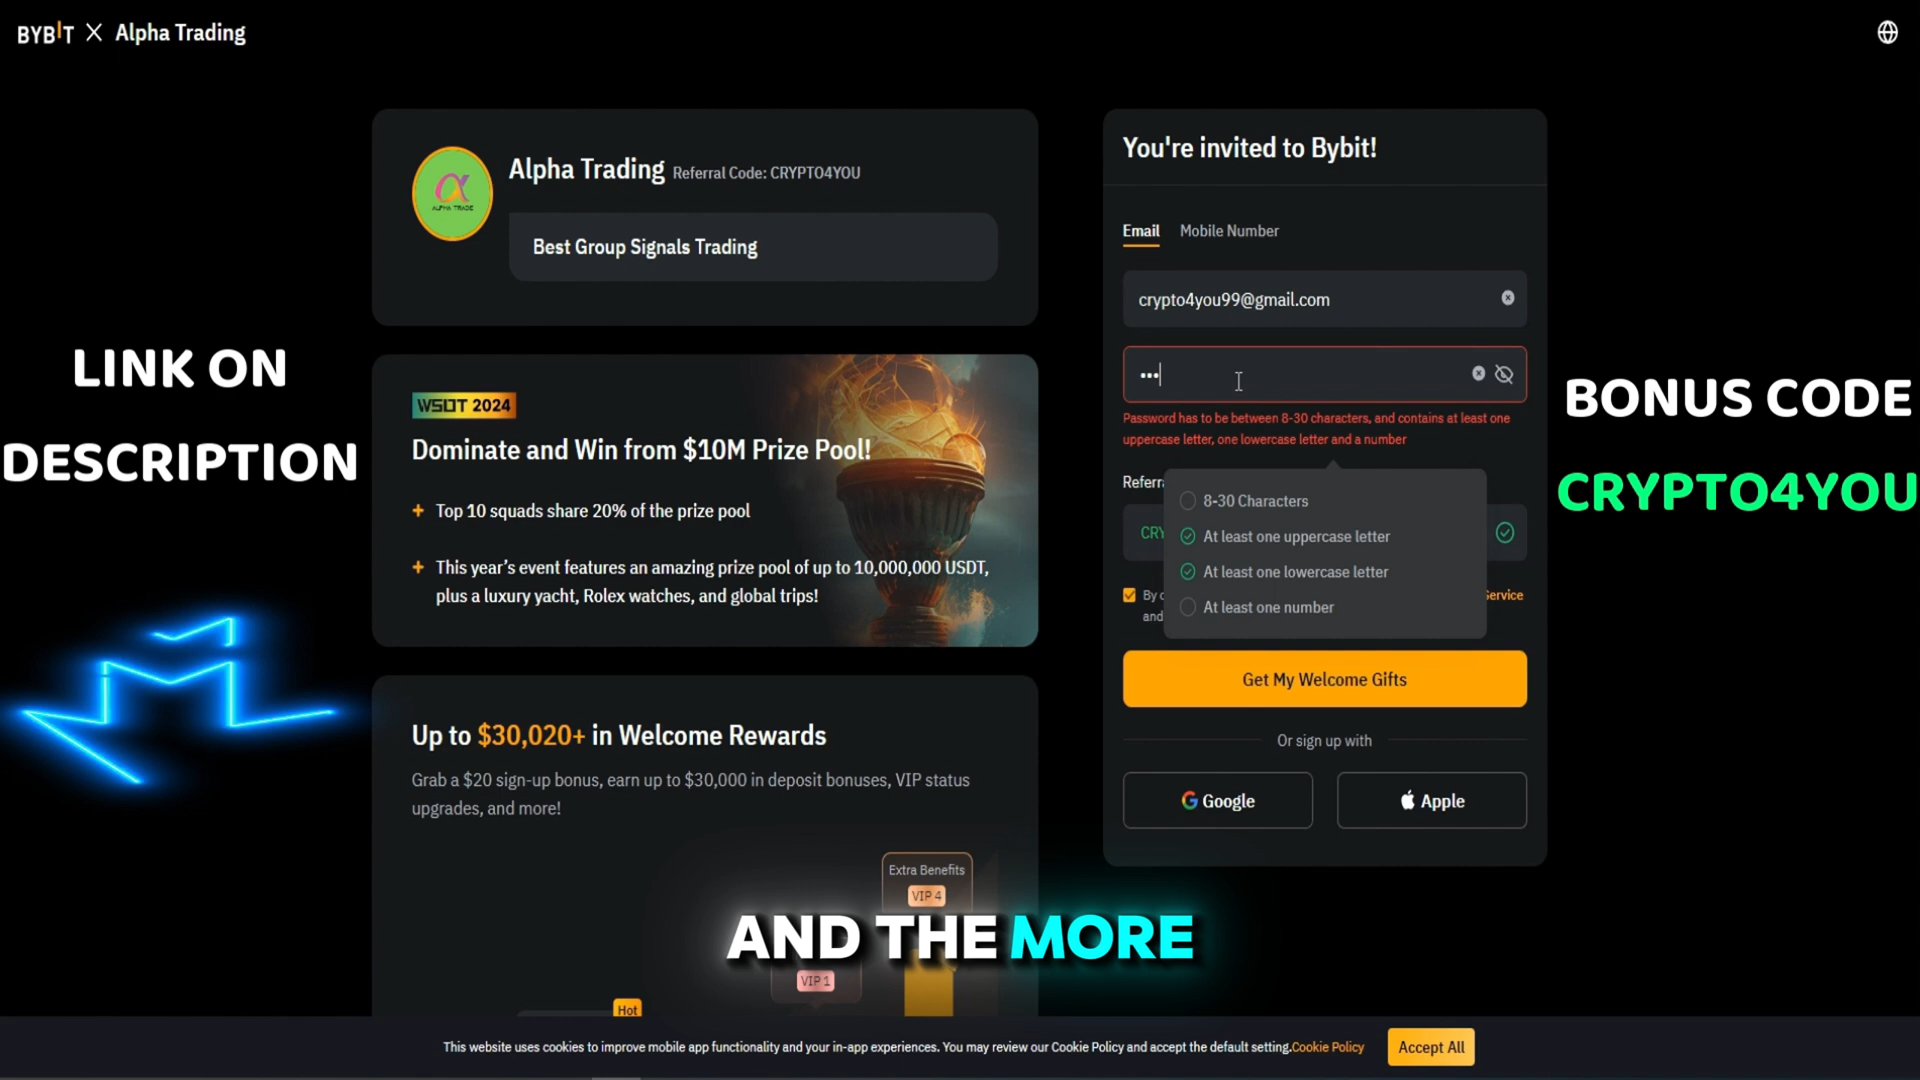 BYBIT X Alpha Trading
Alpha Trading Referral Code: CRYPTO4YOU
ALPHA TRADE
Best Group Signals Trading
WSOT 2024
Dominate and Win from $10M Prize Pool!
+ Top 10 squads share 20% of the prize pool
+ This year's event features an amazing prize pool of up to 10,000,000 USDT,
plus a luxury yacht, Rolex watches, and global trips!
Up to $30,020+ in Welcome Rewards
Grab a $20 sign-up bonus, earn up to $30,000 in deposit bonuses, VIP status
upgrades, and more!
Extra Benefits
VIP 4
VIP 1
Hot
You're invited to Bybit!
Email Mobile Number
crypto4you99@gmail.com
•••
Password has to be between 8-30 characters, and contains at least one
uppercase letter, one lowercase letter and a number
Referr
8-30 Characters
CRY
At least one uppercase letter
At least one lowercase letter
By Service
At least one number
and
Get My Welcome Gifts
Or sign up with
Google Apple
LINK ON
DESCRIPTION
BONUS CODE
CRYPTO4YOU
AND THE MORE
This website uses cookies to improve mobile app functionality and your in-app experiences. You may review our Cookie Policy and accept the default setting.Cookie Policy Accept All